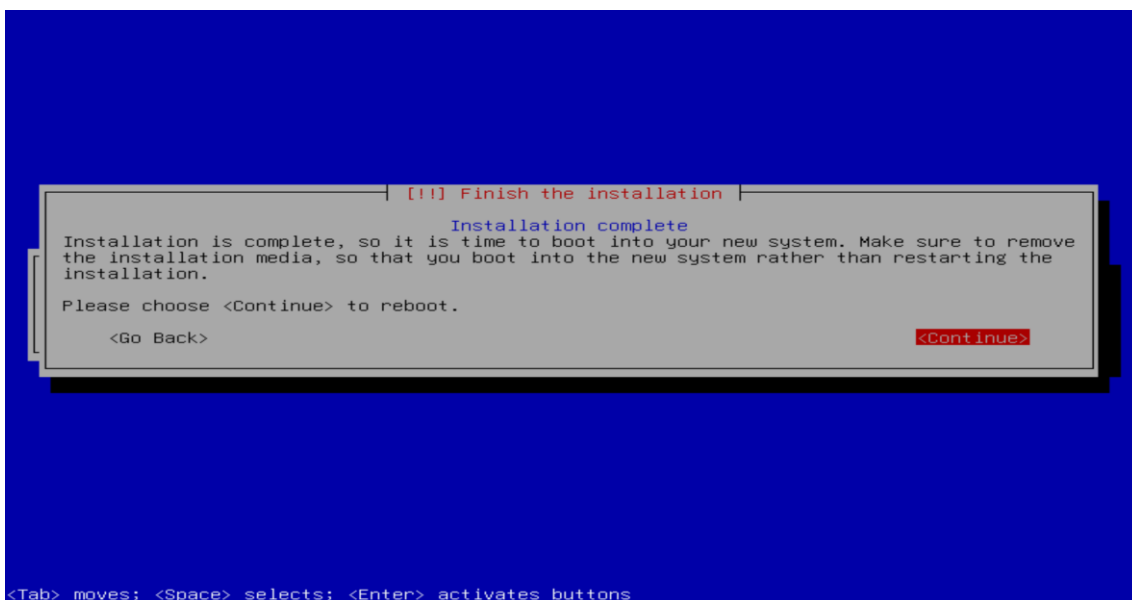 [!!] Finish the installation
Installation complete
Installation is complete, so it is time to boot into your new system. Make sure to remove
the installation media, so that you boot into the new system rather than restarting the
installation.
Please choose <Continue> to reboot.
<Go Back> <Continue>
<Tab> moves; <Space> selects; <Enter> activates buttons